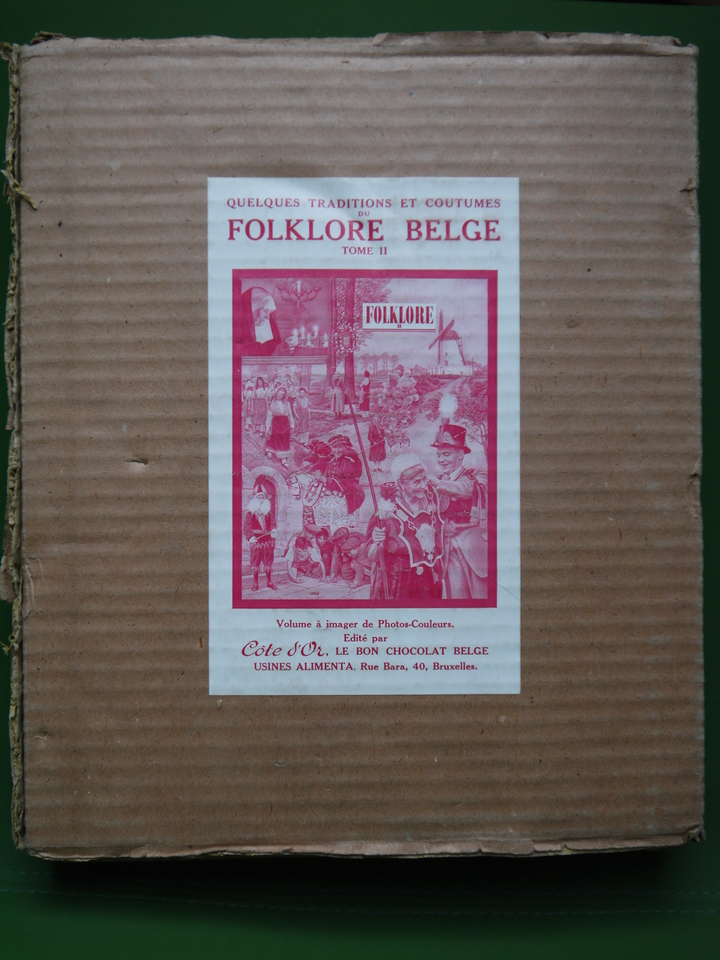 QUELQUES TRADITIONS ET COUTUMES
DU
FOLKLORE BELGE
TOME II
FOLKLORE
II
Volume à imager de Photos-Couleurs.
Edité par
Côte d'Or, LE BON CHOCOLAT BELGE
USINES ALIMENTA. Rue Bara, 40, Bruxelles.